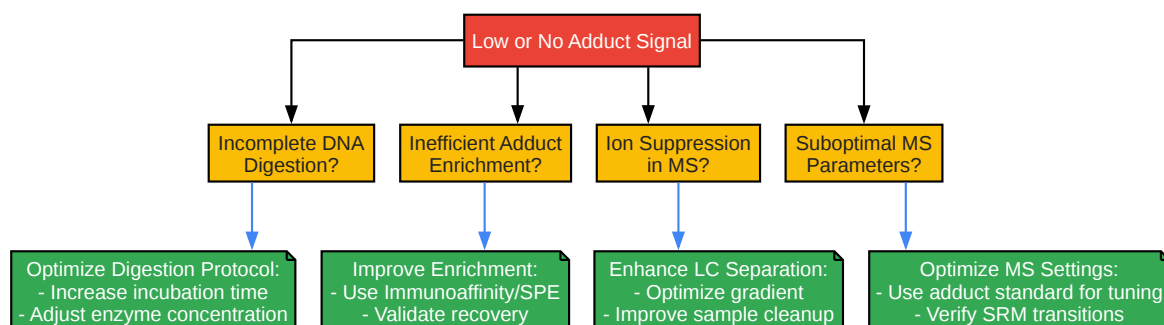 Low or No Adduct Signal
Incomplete DNA
Digestion?
Inefficient Adduct
Enrichment?
Ion Suppression
in MS?
Suboptimal MS
Parameters?
Optimize Digestion Protocol:
- Increase incubation time
- Adjust enzyme concentration
Improve Enrichment:
- Use Immunoaffinity/SPE
- Validate recovery
Enhance LC Separation:
- Optimize gradient
- Improve sample cleanup
Optimize MS Settings:
- Use adduct standard for tuning
- Verify SRM transitions